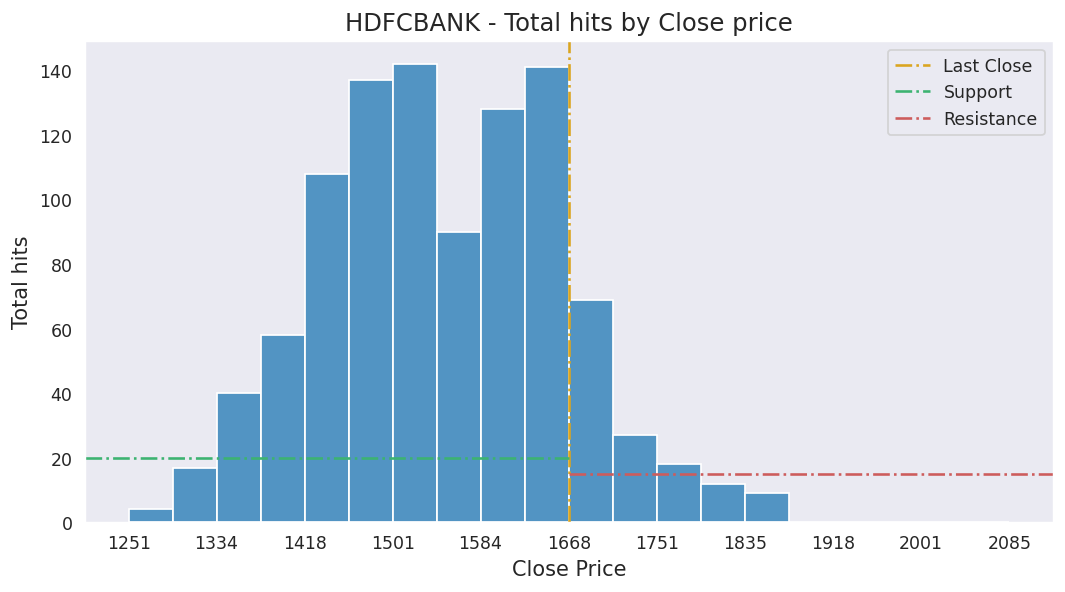 HDFCBANK - Total hits by Close price
Last Close
Support
Resistance
Total hits
140
120
100
80
60
40
20
0
1251 1334 1418 1501 1584 1668 1751 1835 1918 2001 2085
Close Price